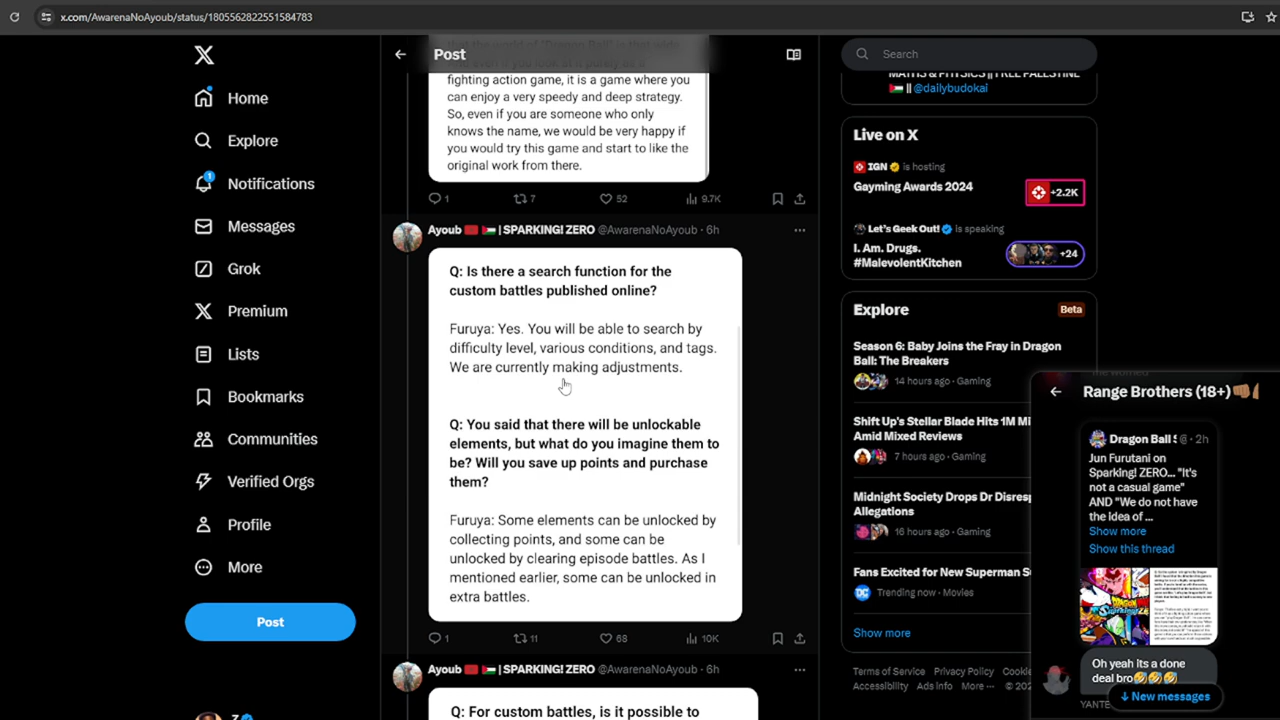 x.com/AwarenaNoAyoub/status/1805562822551584783
Home
Explore
1
Notifications
Messages
Grok
Premium
Lists
Bookmarks
Communities
Verified Orgs
Profile
More
Post
Z
Post
fighting action game, it is a game where you
can enjoy a very speedy and deep strategy.
So, even if you are someone who only
knows the name, we would be very happy if
you would try this game and start to like the
original work from there.
1 7 52 9.7K
Ayoub | SPARKING! ZERO @AwarenaNoAyoub · 6h
Q: Is there a search function for the
custom battles published online?
Furuya: Yes. You will be able to search by
difficulty level, various conditions, and tags.
We are currently making adjustments.
Q: You said that there will be unlockable
elements, but what do you imagine them to
be? Will you save up points and purchase
them?
Furuya: Some elements can be unlocked by
collecting points, and some can be
unlocked by clearing episode battles. As I
mentioned earlier, some can be unlocked in
extra battles.
1 11 68 10K
Ayoub | SPARKING! ZERO @AwarenaNoAyoub · 6h
Q: For custom battles, is it possible to
Search
MATHS & PHYSICS || FREE PALESTINE
|| @dailybudokai
Live on X
IGN is hosting
Gayming Awards 2024
+2.2K
Let's Geek Out! is speaking
I. Am. Drugs.
#MalevolentKitchen
+24
Explore
Beta
Season 6: Baby Joins the Fray in Dragon
Ball: The Breakers
14 hours ago · Gaming
Shift Up's Stellar Blade Hits 1M
Amid Mixed Reviews
7 hours ago · Gaming
Midnight Society Drops Dr
Allegations
16 hours ago · Gaming
Fans Excited for New Superman
Trending now · Movies
Show more
Terms of Service Privacy Policy
Accessibility Ads info More ···
Range Brothers (18+)
Dragon Ball @ · 2h
Jun Furutani on
Sparking! ZERO... "It's
not a casual game"
AND "We do not have
the idea of ...
Show more
Show this thread
Oh yeah its a done
deal bro
New messages